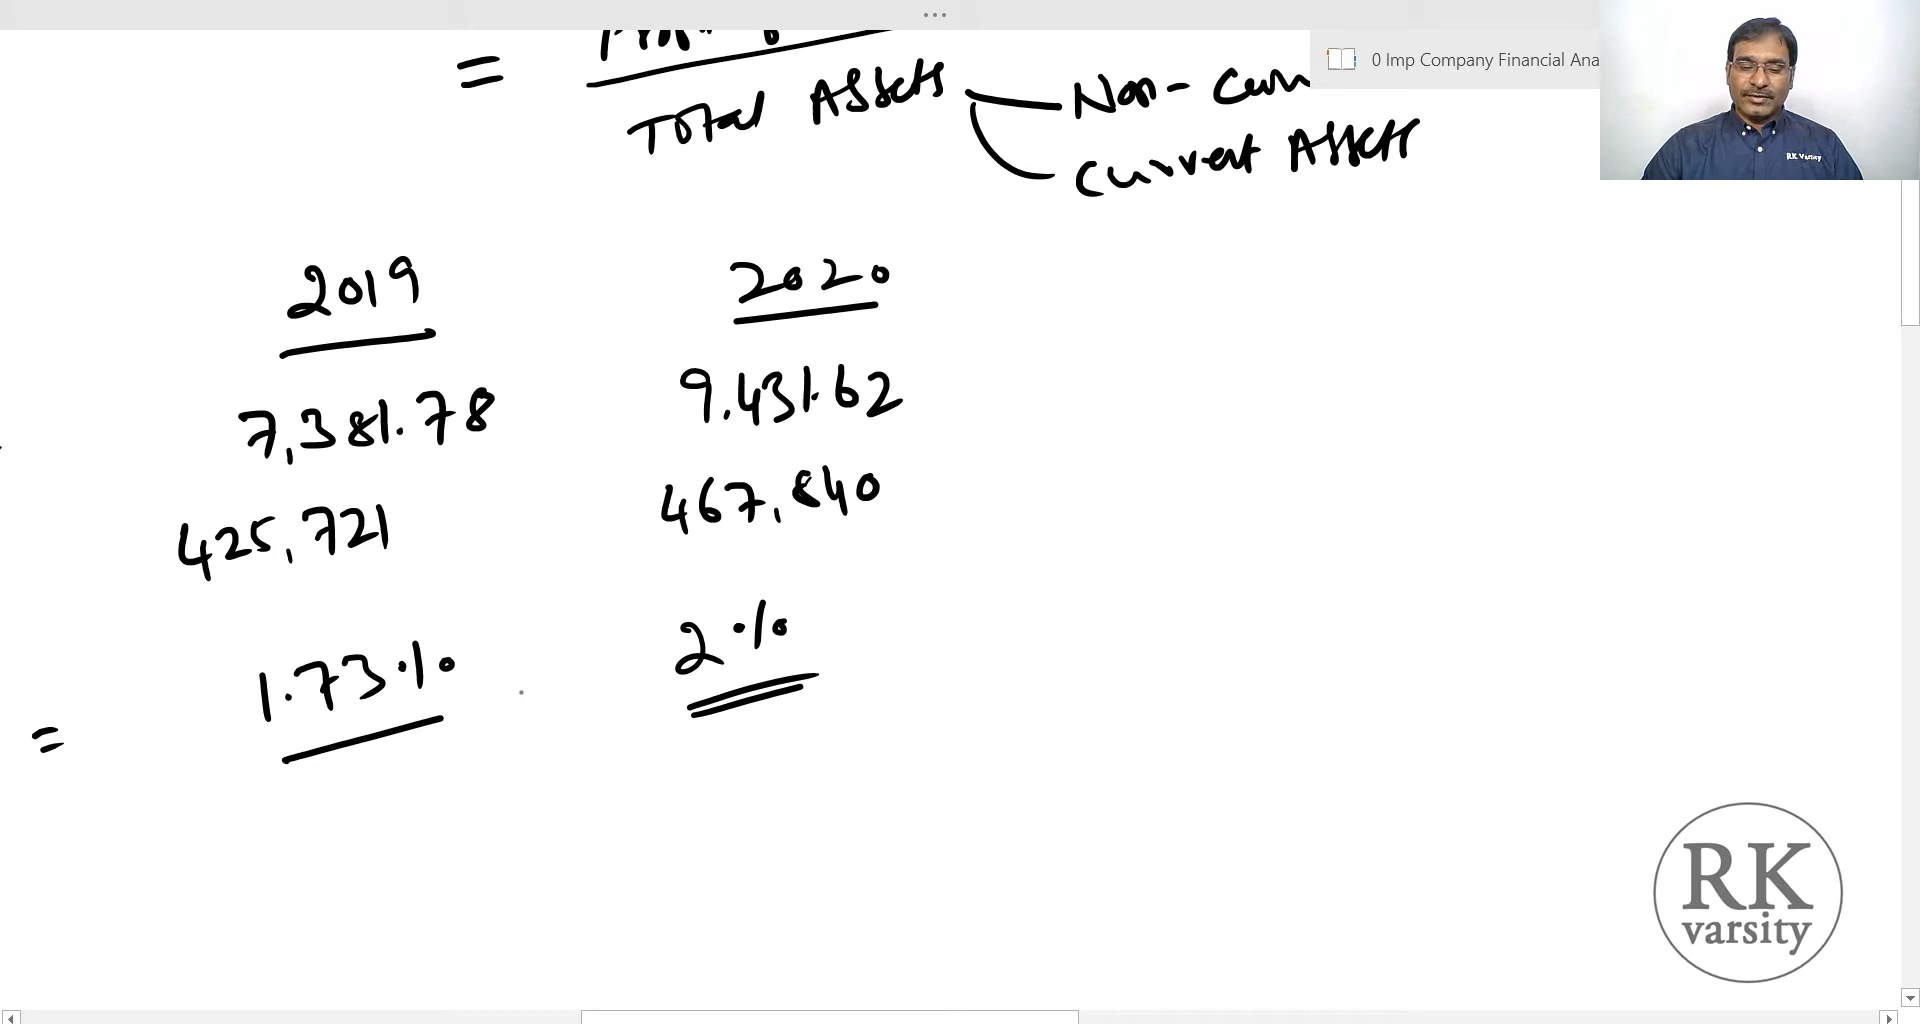 0 Imp Company Financial Ana
=
Total Assets
Non-Curr
Current Assets
RK Varsity
2019 2020
7,381.78 9,431.62
425,721 467,840
= 1.73% 2%
RK
varsity